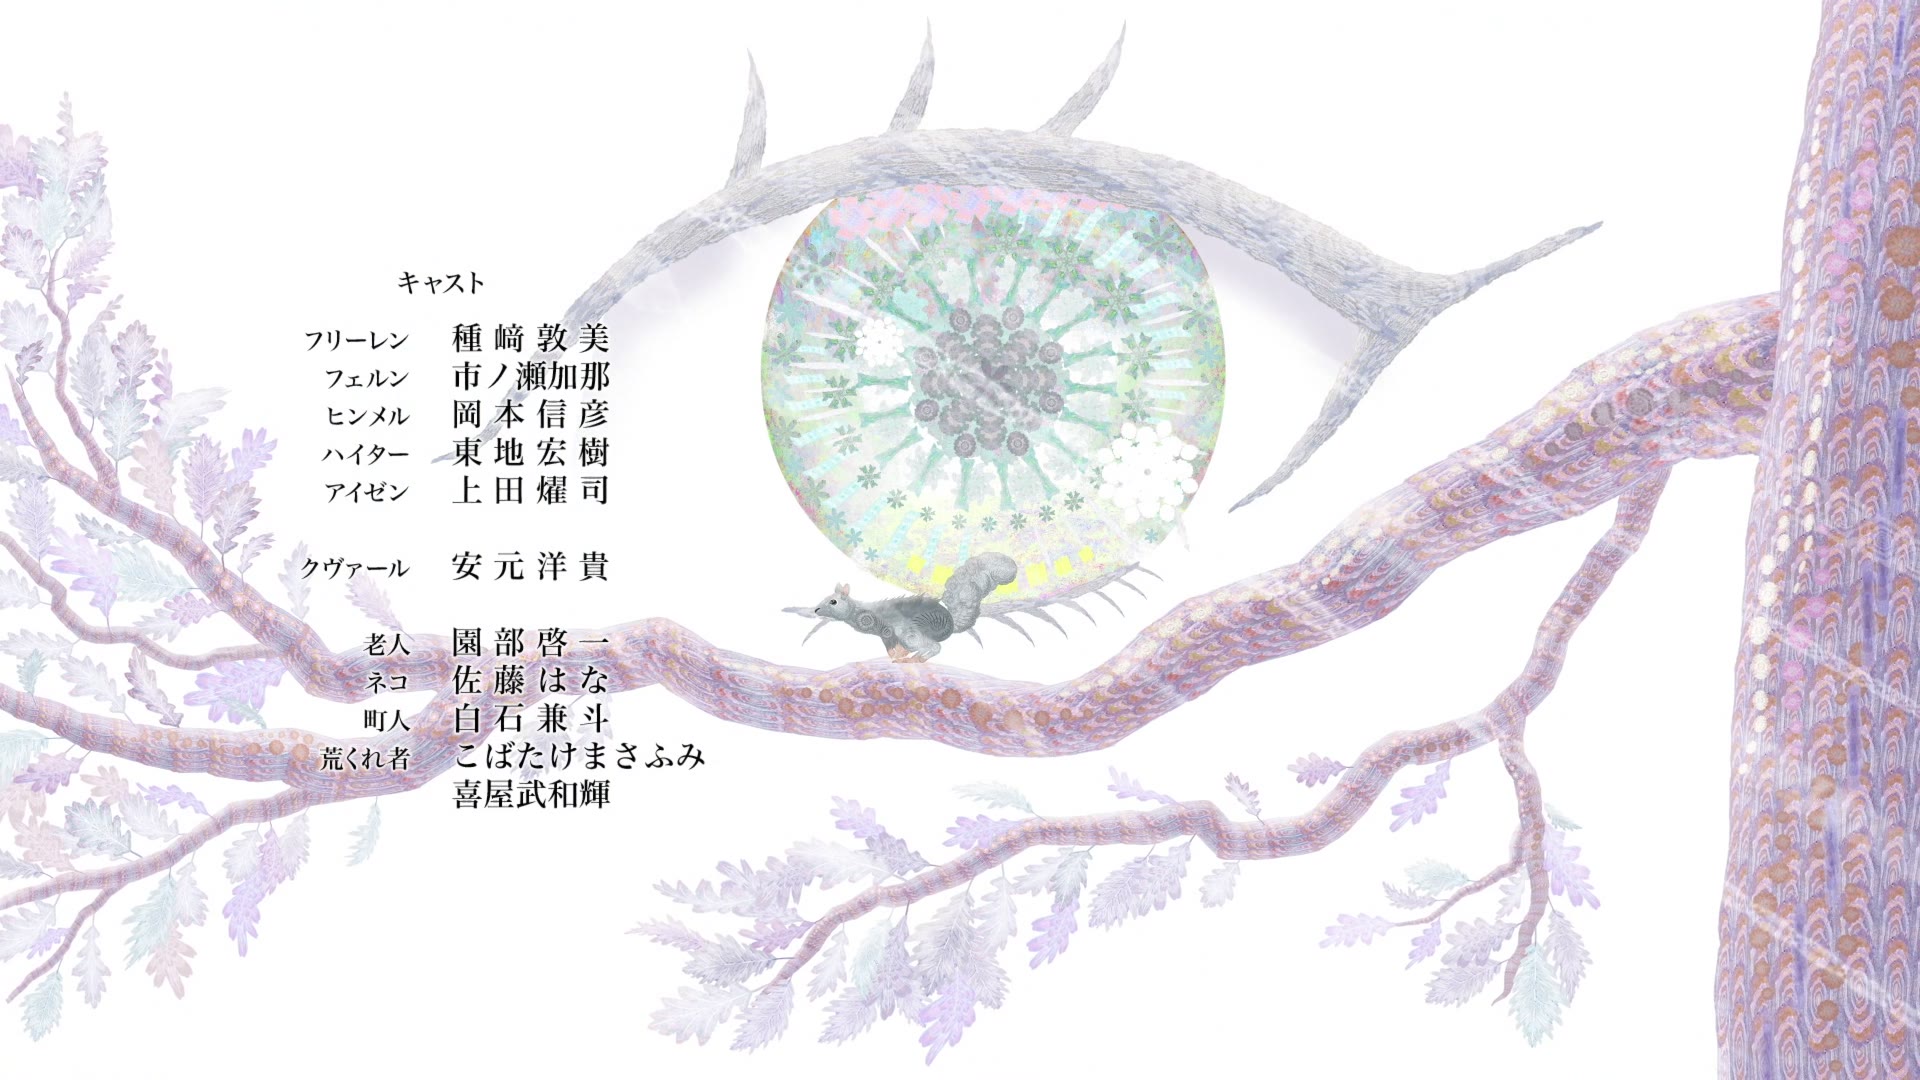 キャスト
フリーレン 種﨑敦美
フェルン 市ノ瀬加那
ヒンメル 岡本信彦
ハイター 東地宏樹
アイゼン 上田燿司
クヴァール 安元洋貴
老人 園部啓一
ネコ 佐藤はな
町人 白石兼斗
荒くれ者 こばたけまさふみ
喜屋武和輝